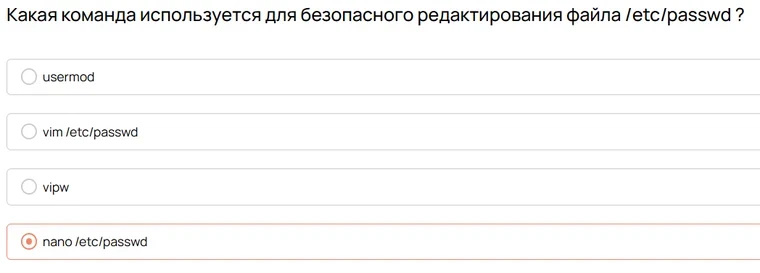 Какая команда используется для безопасного редактирования файла /etc/passwd ?
usermod
vim /etc/passwd
vipw
nano /etc/passwd